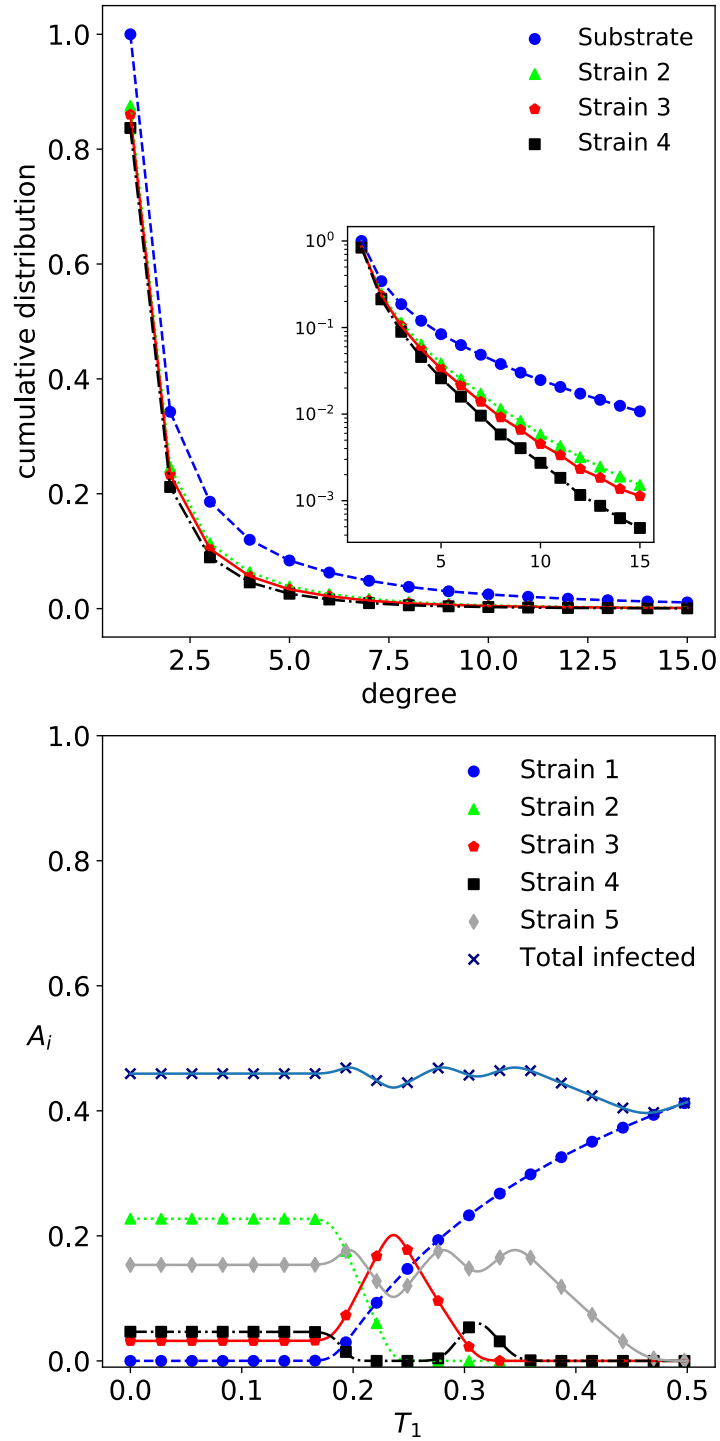 cumulative distribution
1.0
0.8
0.6
0.4
0.2
0.0
Substrate
Strain 2
Strain 3
Strain 4
10⁰
10⁻¹
10⁻²
10⁻³
5 10 15
2.5 5.0 7.5 10.0 12.5 15.0
degree
A_i
1.0
0.8
0.6
0.4
0.2
0.0
Strain 1
Strain 2
Strain 3
Strain 4
Strain 5
Total infected
0.0 0.1 0.2 0.3 0.4 0.5
T_1